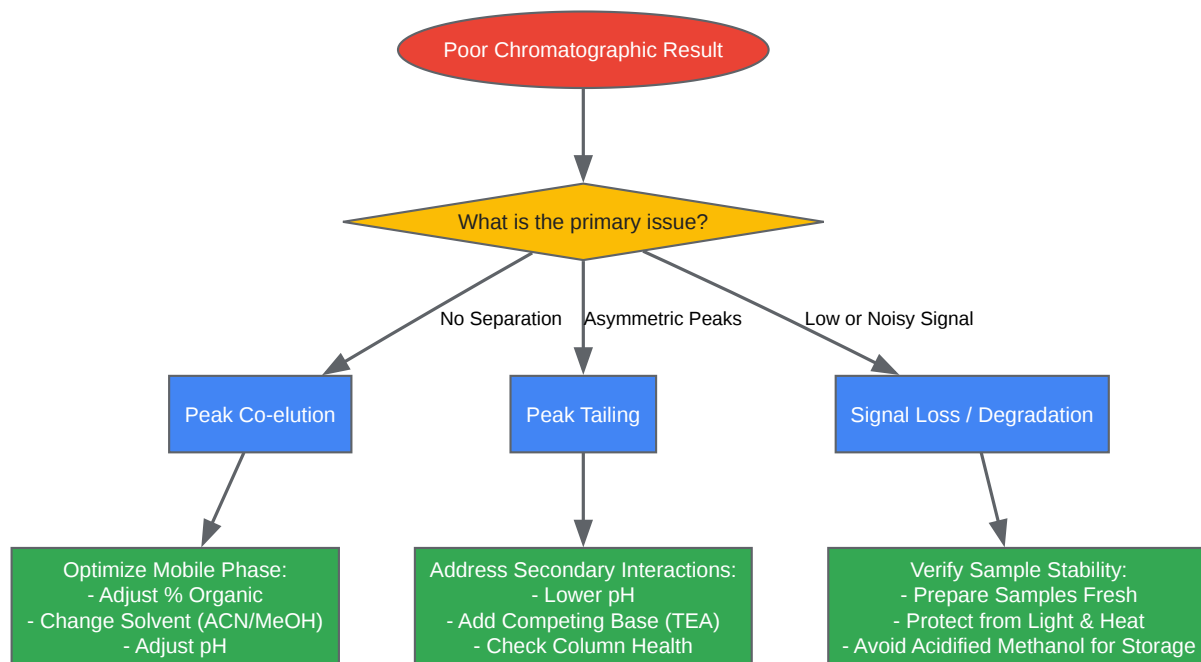 Poor Chromatographic Result
What is the primary issue?
No Separation
Asymmetric Peaks
Low or Noisy Signal
Peak Co-elution
Peak Tailing
Signal Loss / Degradation
Optimize Mobile Phase:
- Adjust % Organic
- Change Solvent (ACN/MeOH)
- Adjust pH
Address Secondary Interactions:
- Lower pH
- Add Competing Base (TEA)
- Check Column Health
Verify Sample Stability:
- Prepare Samples Fresh
- Protect from Light & Heat
- Avoid Acidified Methanol for Storage